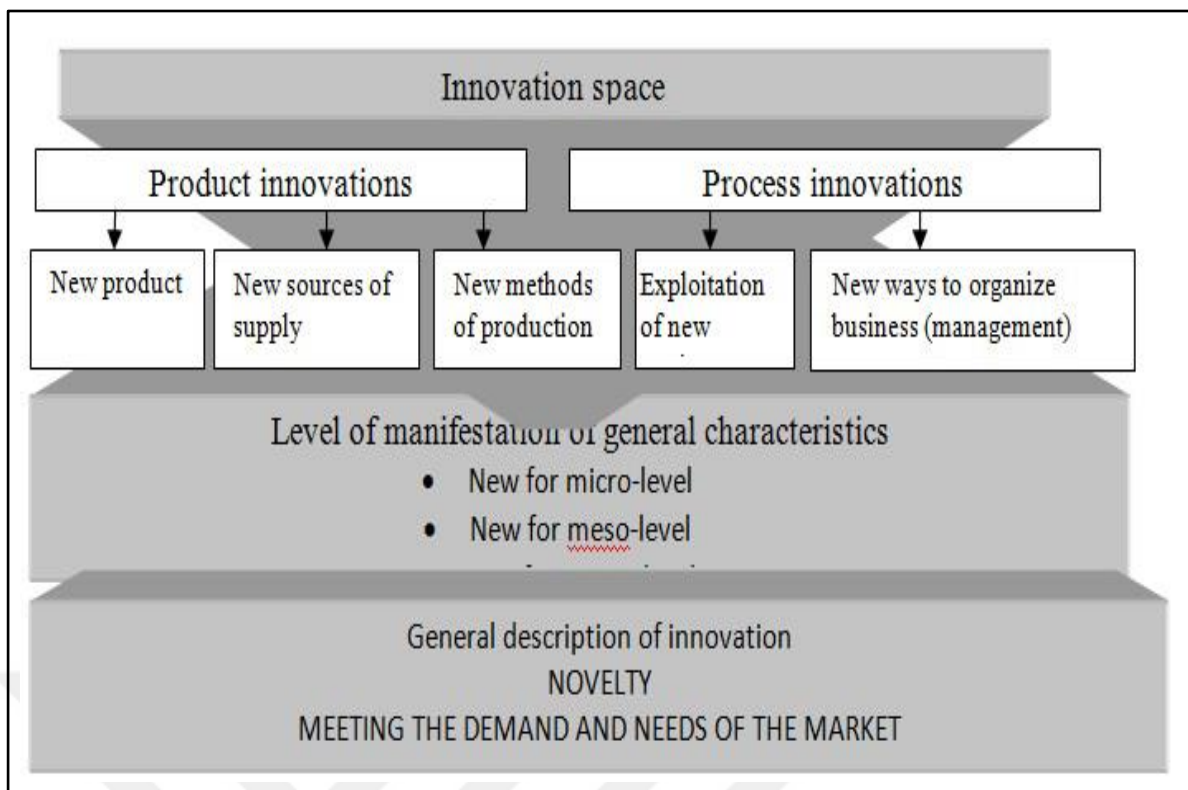 Innovation space
Product innovations
Process innovations
New product
New sources of
supply
New methods
of production
Exploitation
of new
New ways to organize
business (management)
Level of manifestation of general characteristics
• New for micro-level
• New for meso-level
General description of innovation
NOVELTY
MEETING THE DEMAND AND NEEDS OF THE MARKET